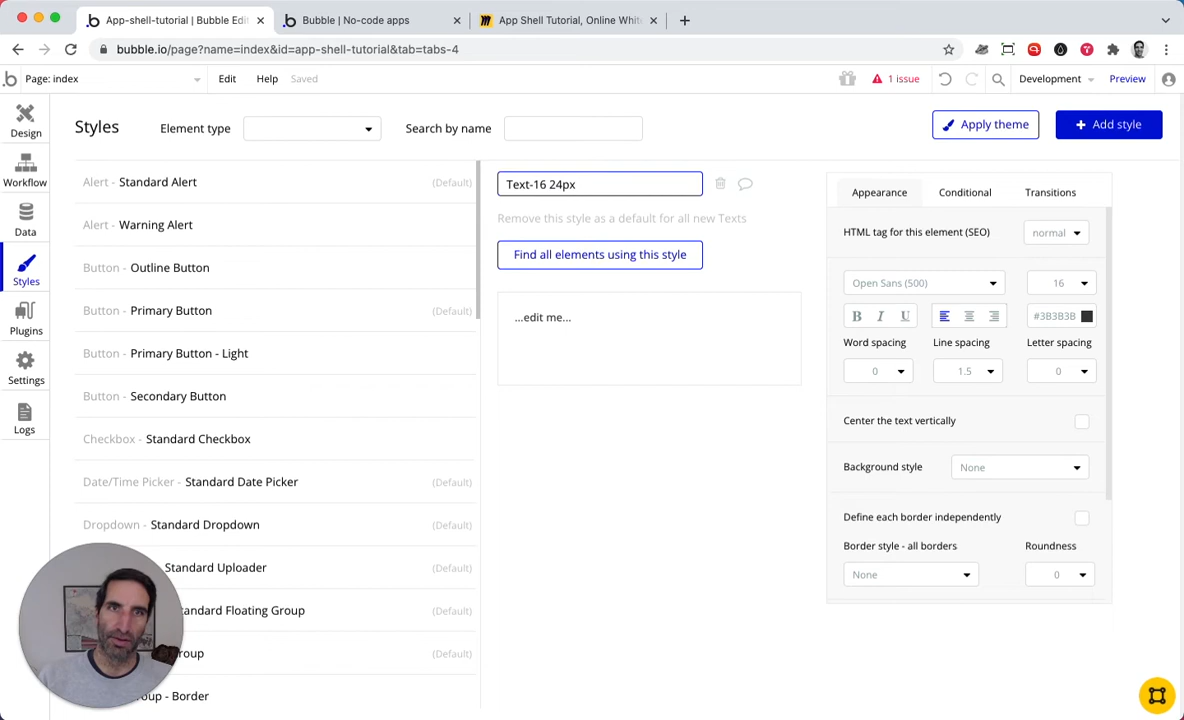 App-shell-tutorial | Bubble Edi
Bubble | No-code apps
App Shell Tutorial, Online Whit
bubble.io/page?name=index&id=app-shell-tutorial&tab=tabs-4
Page: index
Edit
Help
Saved
1 issue
Development
Preview
Design
Workflow
Data
Styles
Plugins
Settings
Logs
Styles
Element type
Search by name
Apply theme
+ Add style
Alert - Standard Alert
(Default)
Alert - Warning Alert
Button - Outline Button
Button - Primary Button
(Default)
Button - Primary Button - Light
Button - Secondary Button
Checkbox - Standard Checkbox
Date/Time Picker - Standard Date Picker
(Default)
Dropdown - Standard Dropdown
(Default)
Standard Uploader
(Default)
tandard Floating Group
(Default)
roup
(Default)
oup - Border
Text-16 24px
Remove this style as a default for all new Texts
Find all elements using this style
...edit me...
Appearance
Conditional
Transitions
HTML tag for this element (SEO)
normal
Open Sans (500)
16
B I U
#3B3B3B
Word spacing
Line spacing
Letter spacing
0
1.5
0
Center the text vertically
Background style
None
Define each border independently
Border style - all borders
Roundness
None
0